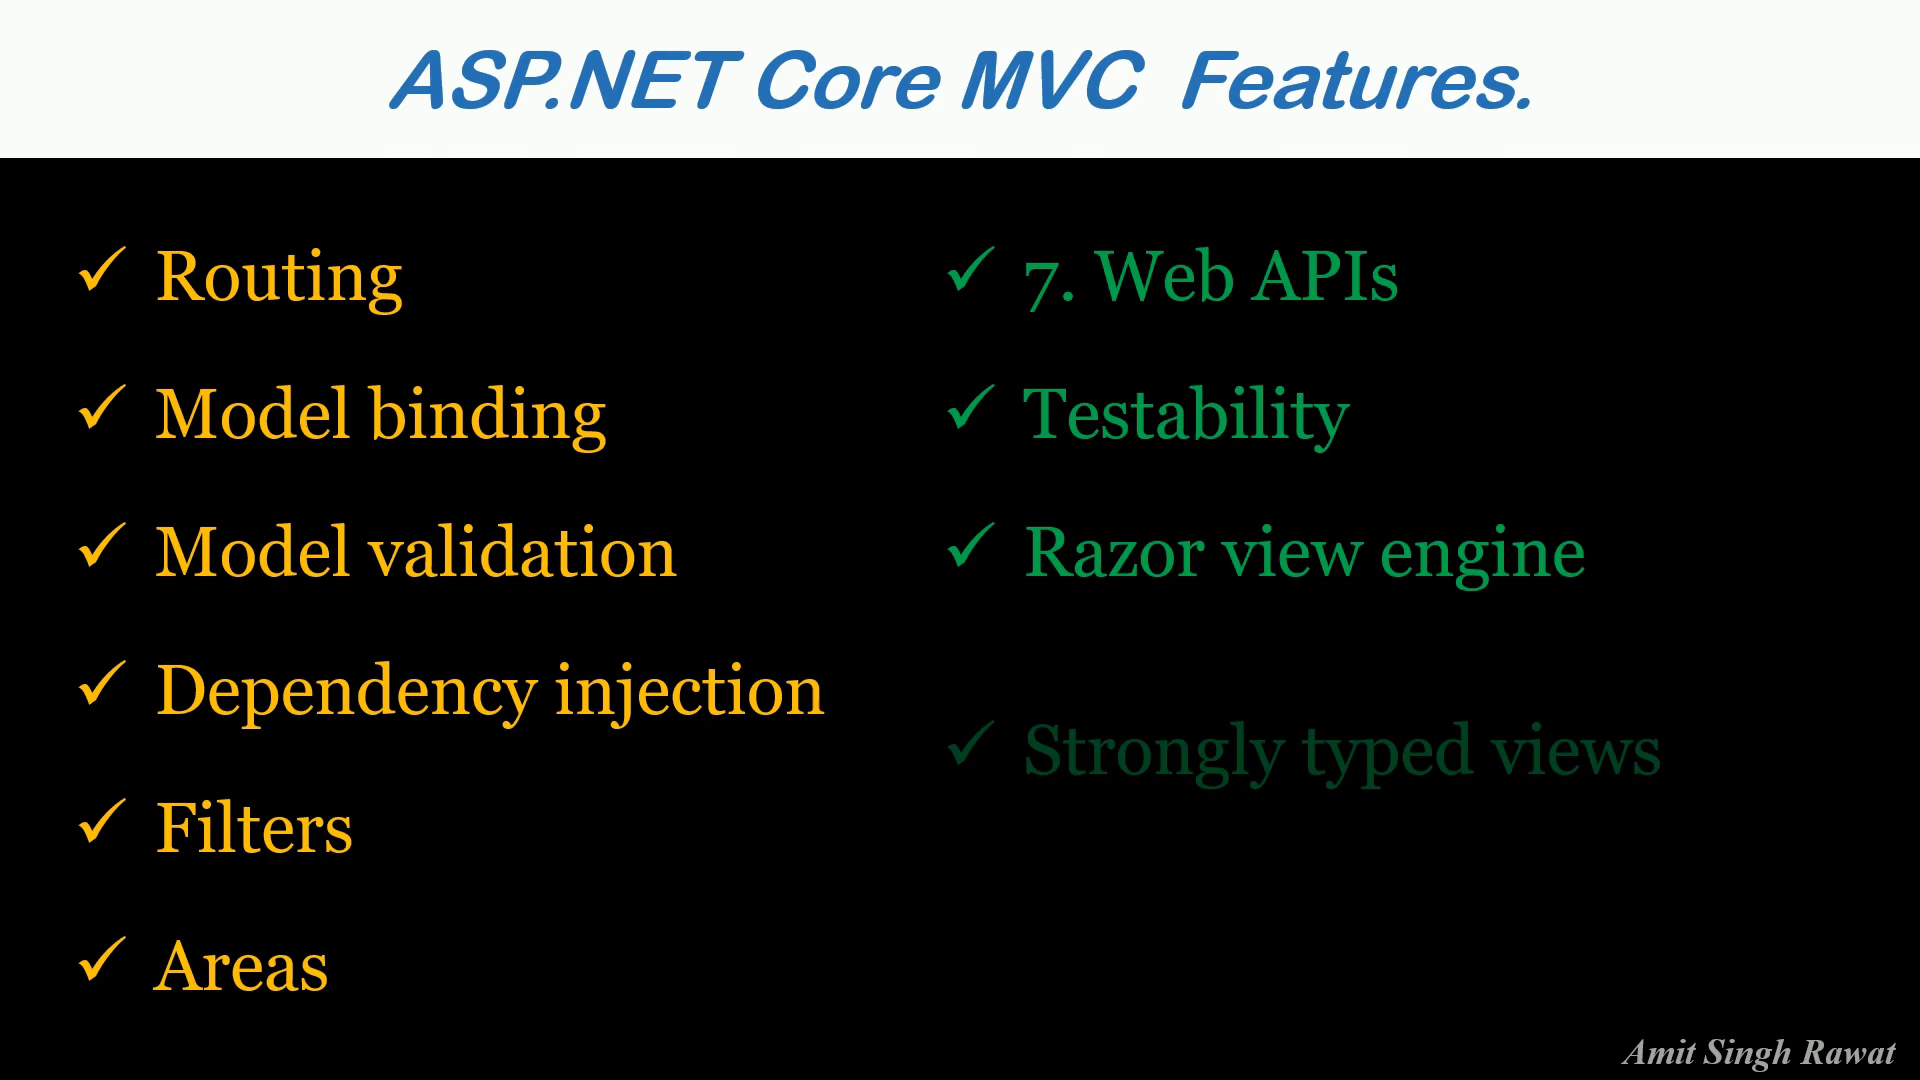 ASP.NET Core MVC Features.
✓ Routing
✓ Model binding
✓ Model validation
✓ Dependency injection
✓ Filters
✓ Areas
✓ 7. Web APIs
✓ Testability
✓ Razor view engine
✓ Strongly typed views
Amit Singh Rawat